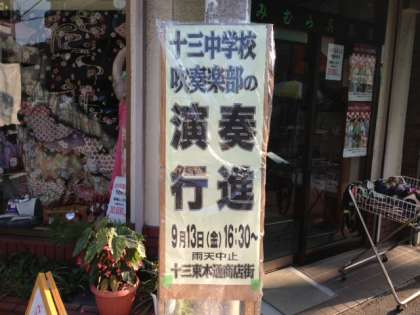 十三中学校
吹奏楽部の
演奏
行進
9月13日(金)16:30~
雨天中止
十三東本通商店街